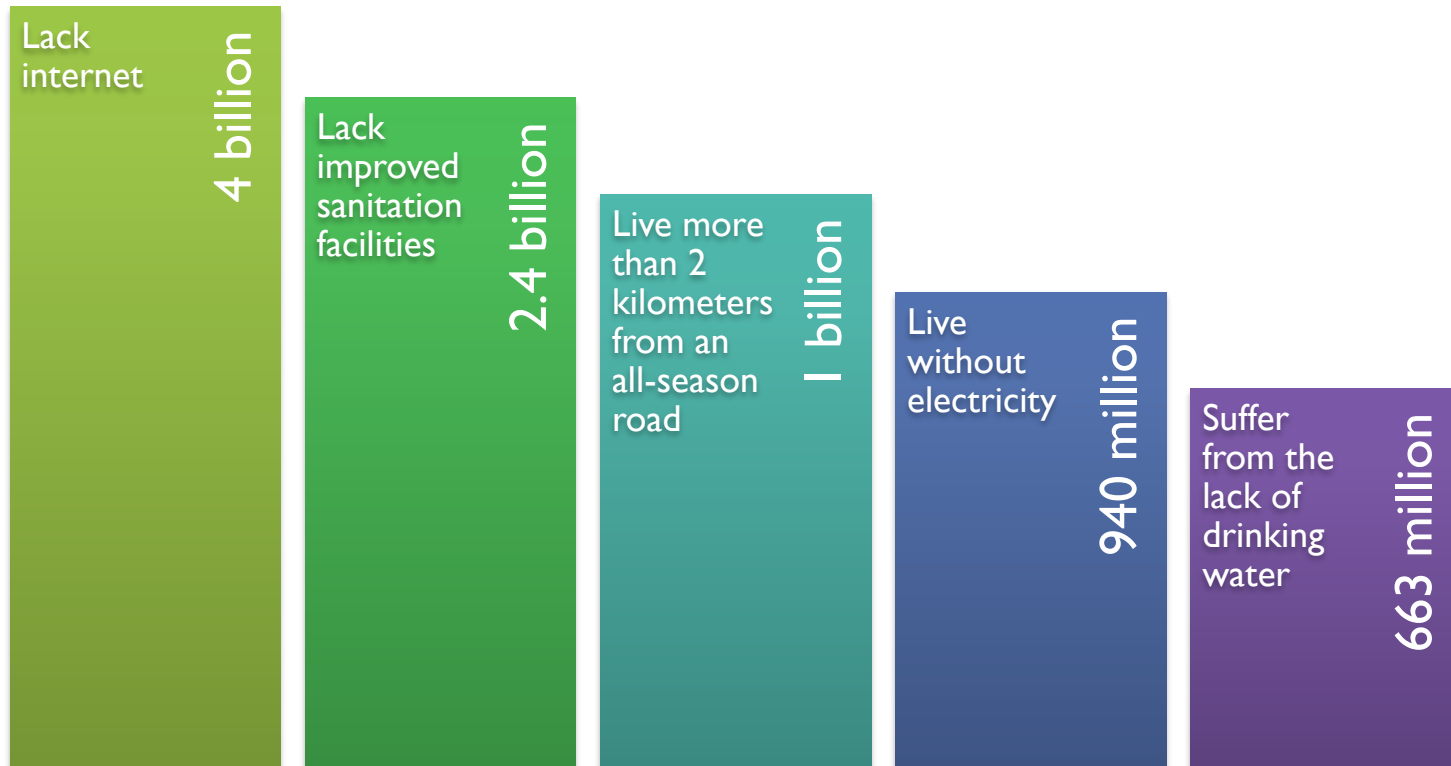 Lack
internet
4 billion
Lack
improved
sanitation
facilities
2.4 billion
Live more
than 2
kilometers
from an
all-season
road
1 billion
Live
without
electricity
940 million
Suffer
from the
lack of
drinking
water
663 million